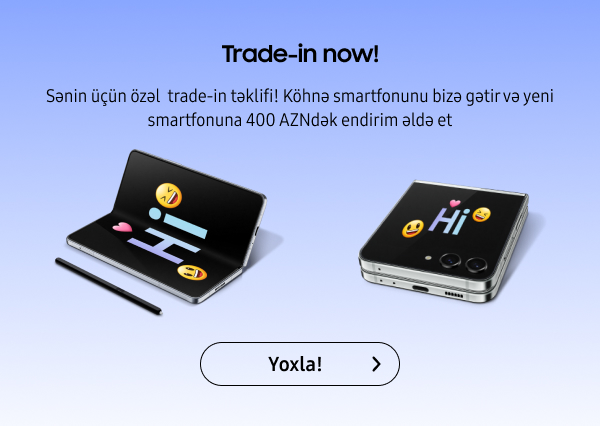 Trade-in now!
Sənin üçün özəl  trade-in təklifi! Köhnə smartfonunu bizə gətir və yeni
smartfonuna 400 AZNdək endirim əldə et
Hi
Hi
Yoxla!